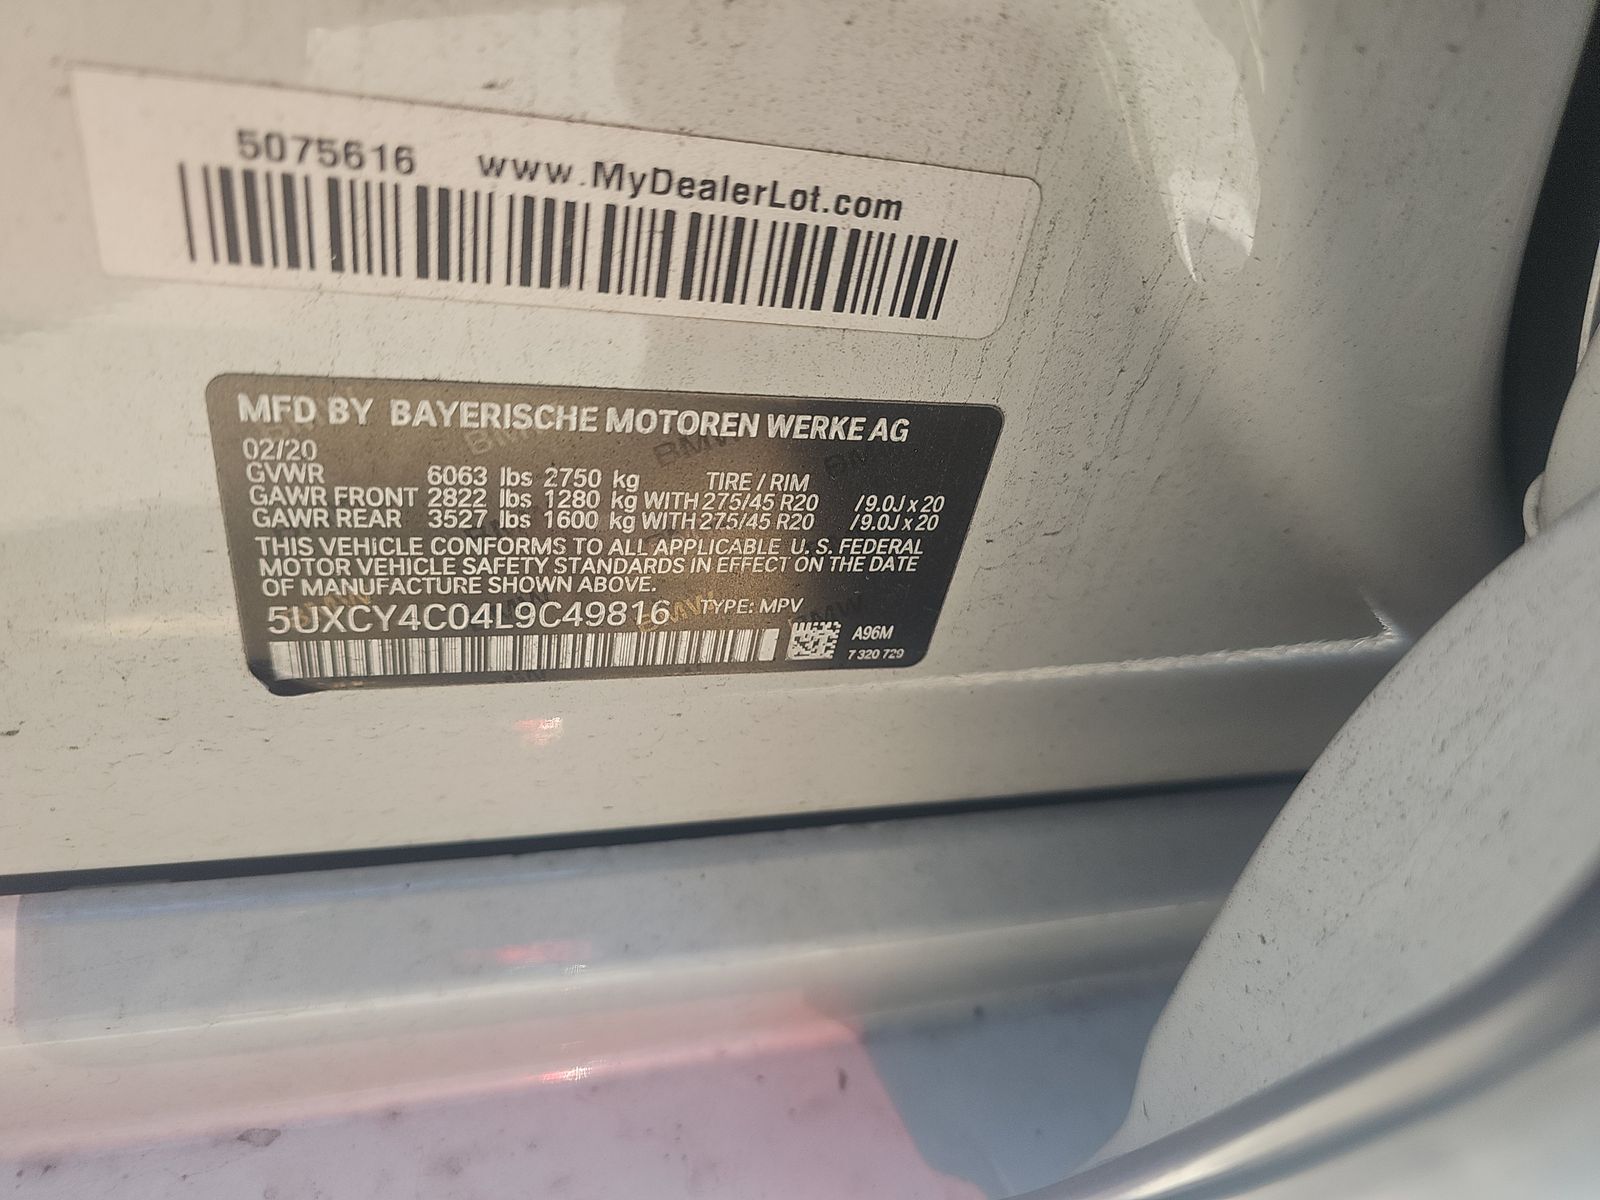 5075616 www.MyDealerLot.com
MFD BY BAYERISCHE MOTOREN WERKE AG
02/20
GVWR 6063 lbs 2750 kg TIRE / RIM
GAWR FRONT 2822 lbs 1280 kg WITH 275/45 R20 /9.0J x 20
GAWR REAR 3527 lbs 1600 kg WITH 275/45 R20 /9.0J x 20
THIS VEHICLE CONFORMS TO ALL APPLICABLE U. S. FEDERAL
MOTOR VEHICLE SAFETY STANDARDS IN EFFECT ON THE DATE
OF MANUFACTURE SHOWN ABOVE.
5UXCY4C04L9C49816 TYPE: MPV
A96M
7 320 729